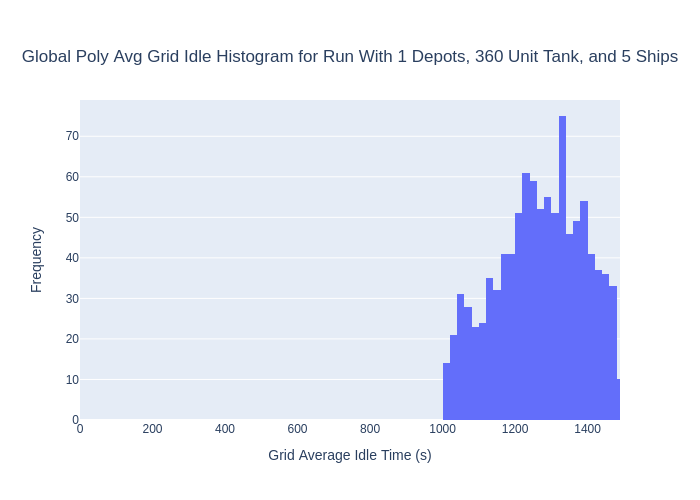 Global Poly Avg Grid Idle Histogram for Run With 1 Depots, 360 Unit Tank, and 5 Ships
70
60
50
40
30
20
10
0
Frequency
0 200 400 600 800 1000 1200 1400
Grid Average Idle Time (s)